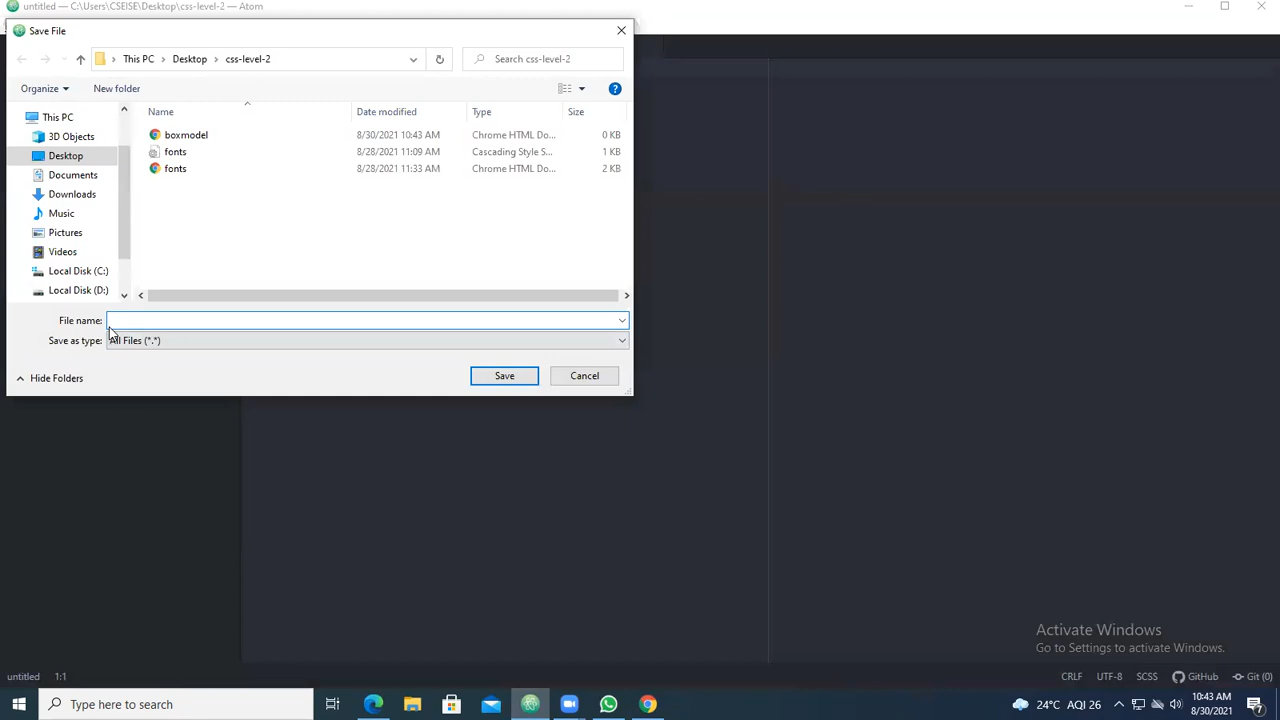 untitled — C:\Users\CSEISE\Desktop\css-level-2 — Atom
Save File
This PC > Desktop > css-level-2
Search css-level-2
Organize
New folder
Name
Date modified
Type
Size
This PC
3D Objects
Desktop
Documents
Downloads
Music
Pictures
Videos
Local Disk (C:)
Local Disk (D:)
boxmodel 8/30/2021 10:43 AM Chrome HTML Do... 0 KB
fonts 8/28/2021 11:09 AM Cascading Style S... 1 KB
fonts 8/28/2021 11:33 AM Chrome HTML Do... 2 KB
File name:
Save as type: All Files (*.*)
Hide Folders
Save
Cancel
Activate Windows
Go to Settings to activate Windows.
untitled 1:1
CRLF UTF-8 SCSS GitHub Git (0)
Type here to search
24°C AQI 26
10:43 AM
8/30/2021
7